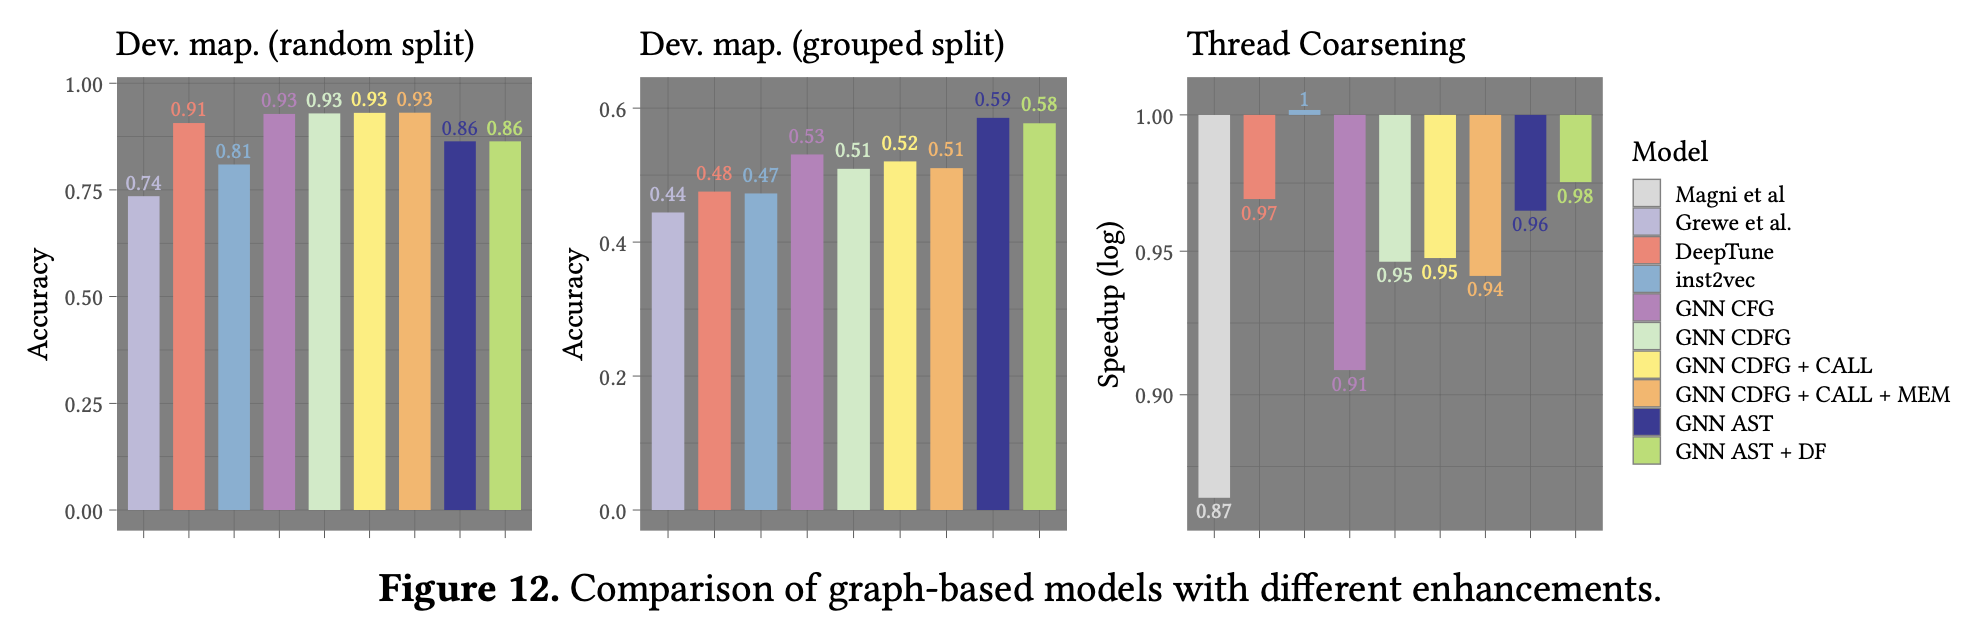 Dev. map. (random split)
1.00
0.75
0.50
0.25
0.00
Accuracy
0.74
0.91
0.81
0.93
0.93
0.93
0.93
0.86
0.86
Dev. map. (grouped split)
0.6
0.4
0.2
0.0
Accuracy
0.44
0.48
0.47
0.53
0.51
0.52
0.51
0.59
0.58
Thread Coarsening
1.00
0.95
0.90
Speedup (log)
0.87
0.97
1
0.91
0.95
0.95
0.94
0.96
0.98
Model
Magni et al
Grewe et al.
DeepTune
inst2vec
GNN CFG
GNN CDFG
GNN CDFG + CALL
GNN CDFG + CALL + MEM
GNN AST
GNN AST + DF
Figure 12. Comparison of graph-based models with different enhancements.